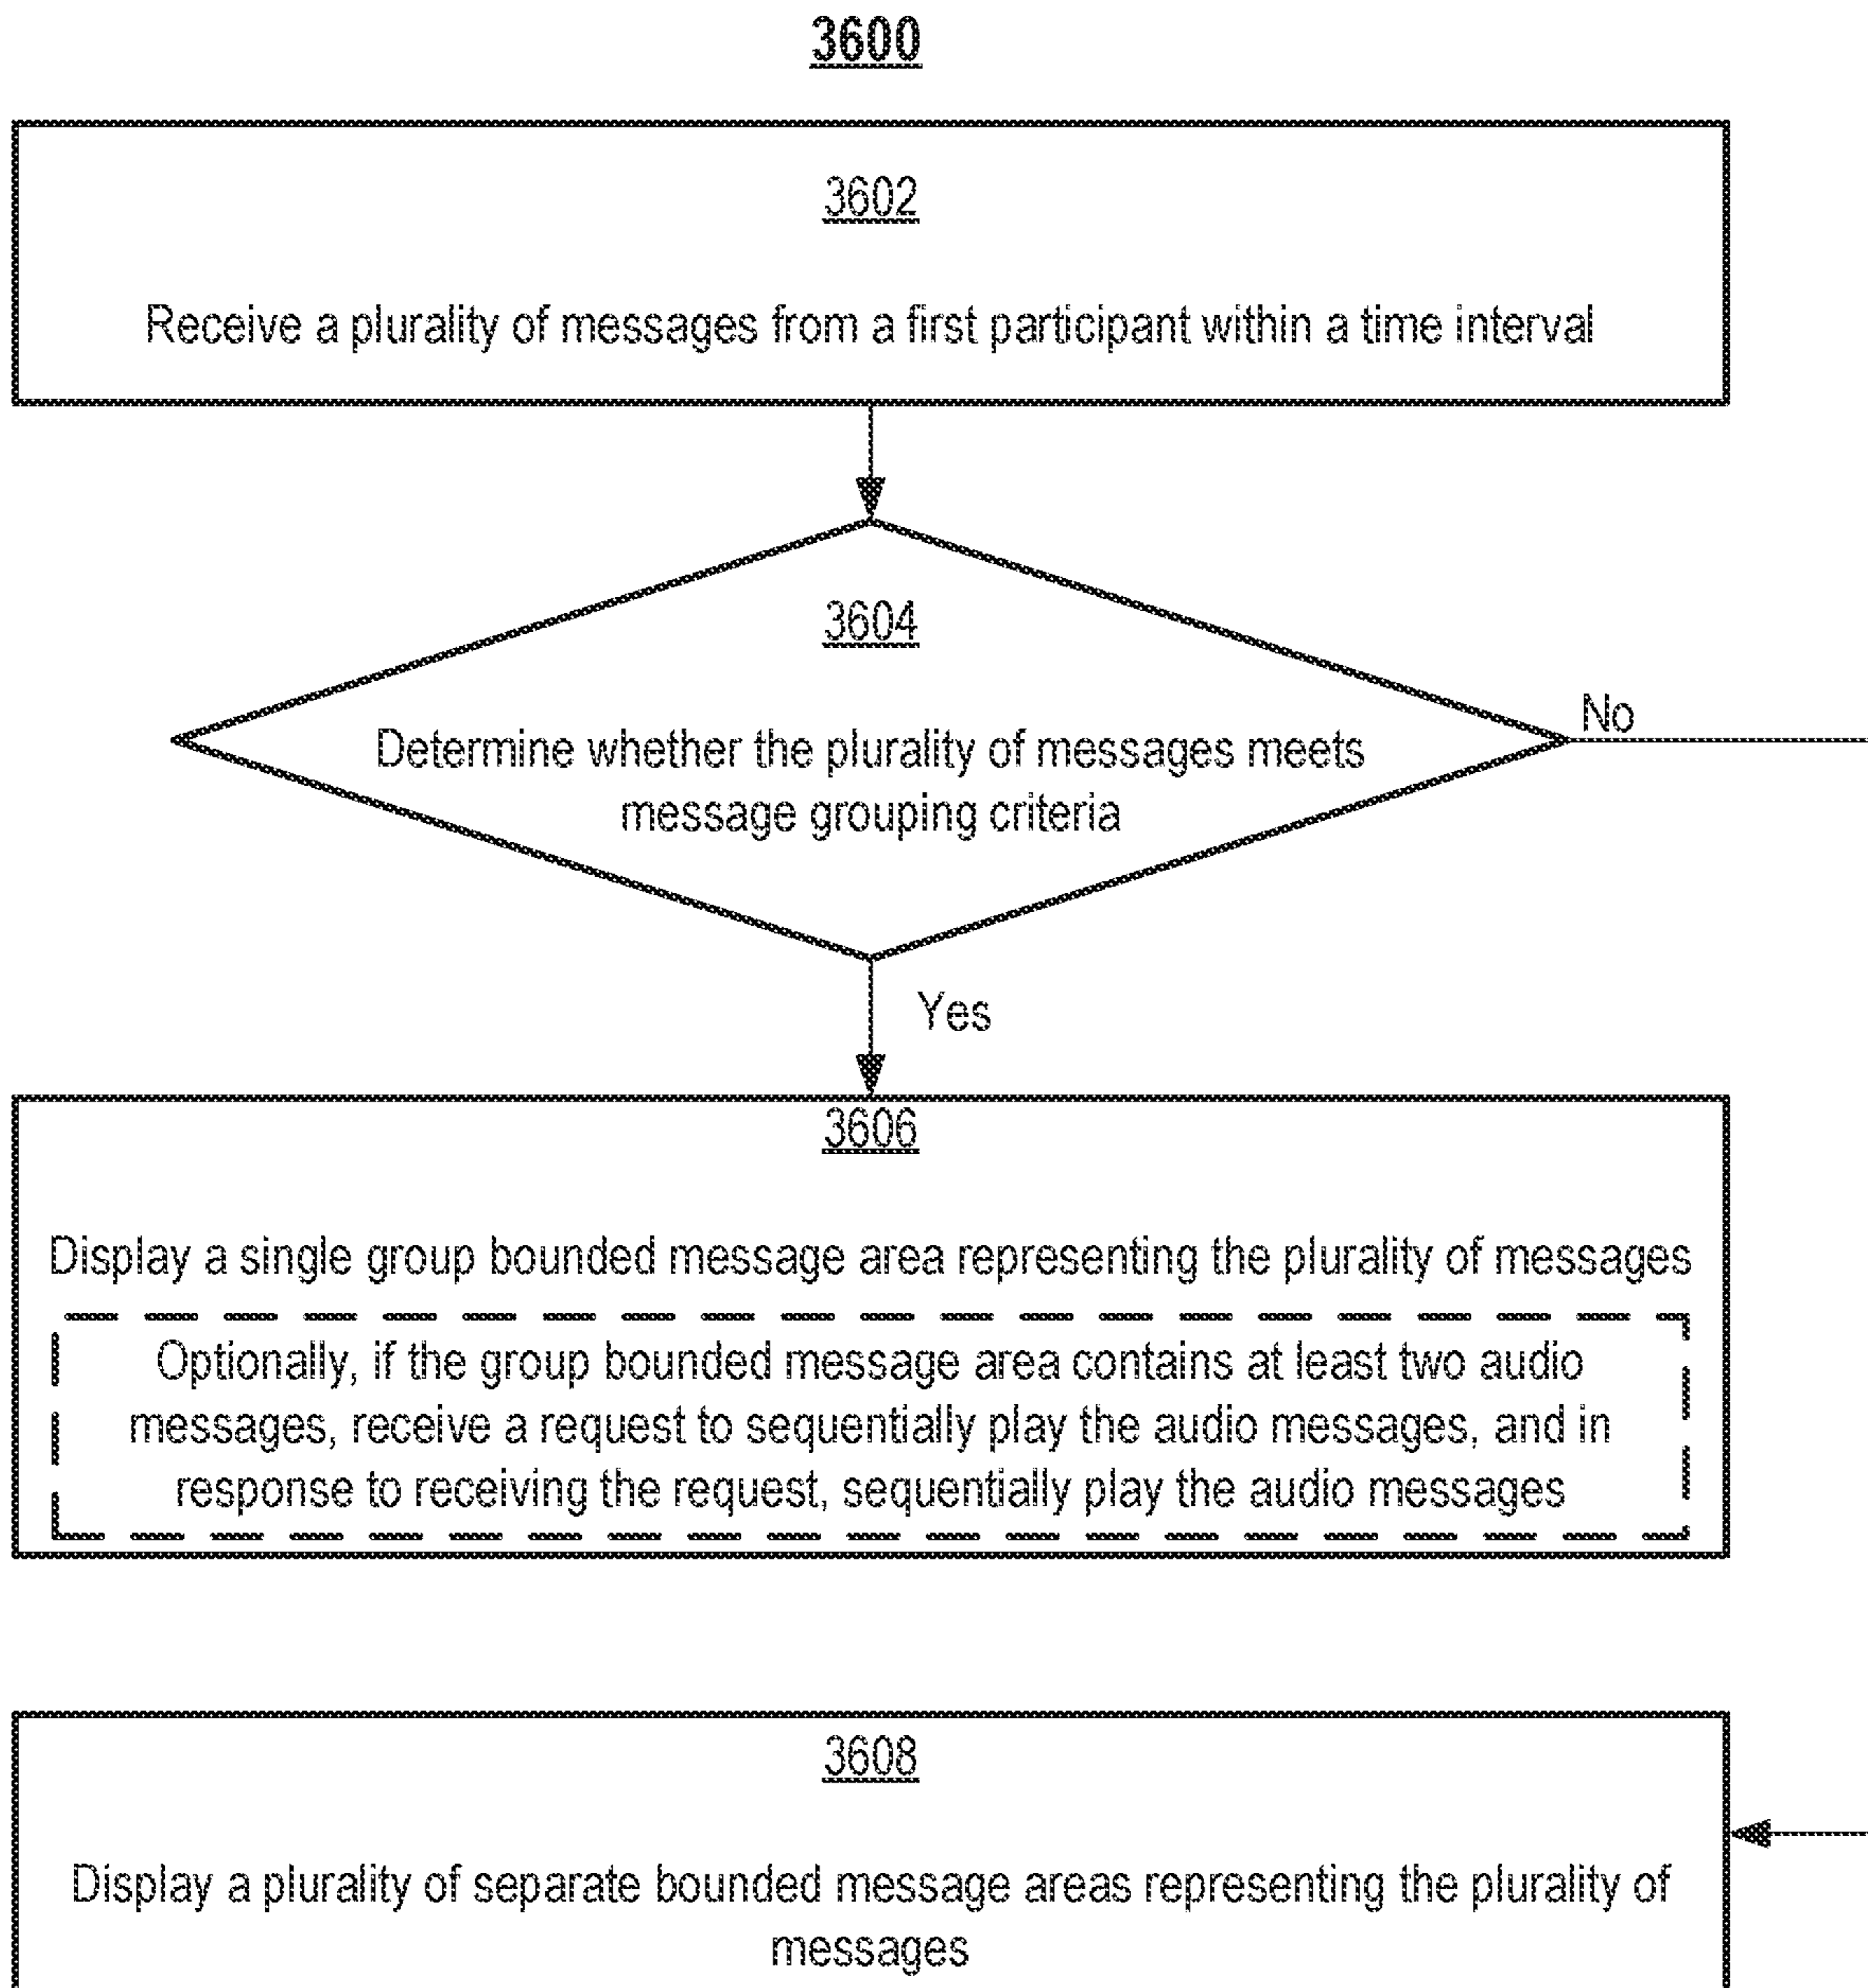 3600
3602
Receive a plurality of messages from a first participant within a time interval
3604
Determine whether the plurality of messages meets
message grouping criteria
No
Yes
3606
Display a single group bounded message area representing the plurality of messages
Optionally, if the group bounded message area contains at least two audio
messages, receive a request to sequentially play the audio messages, and in
response to receiving the request, sequentially play the audio messages
3608
Display a plurality of separate bounded message areas representing the plurality of
messages